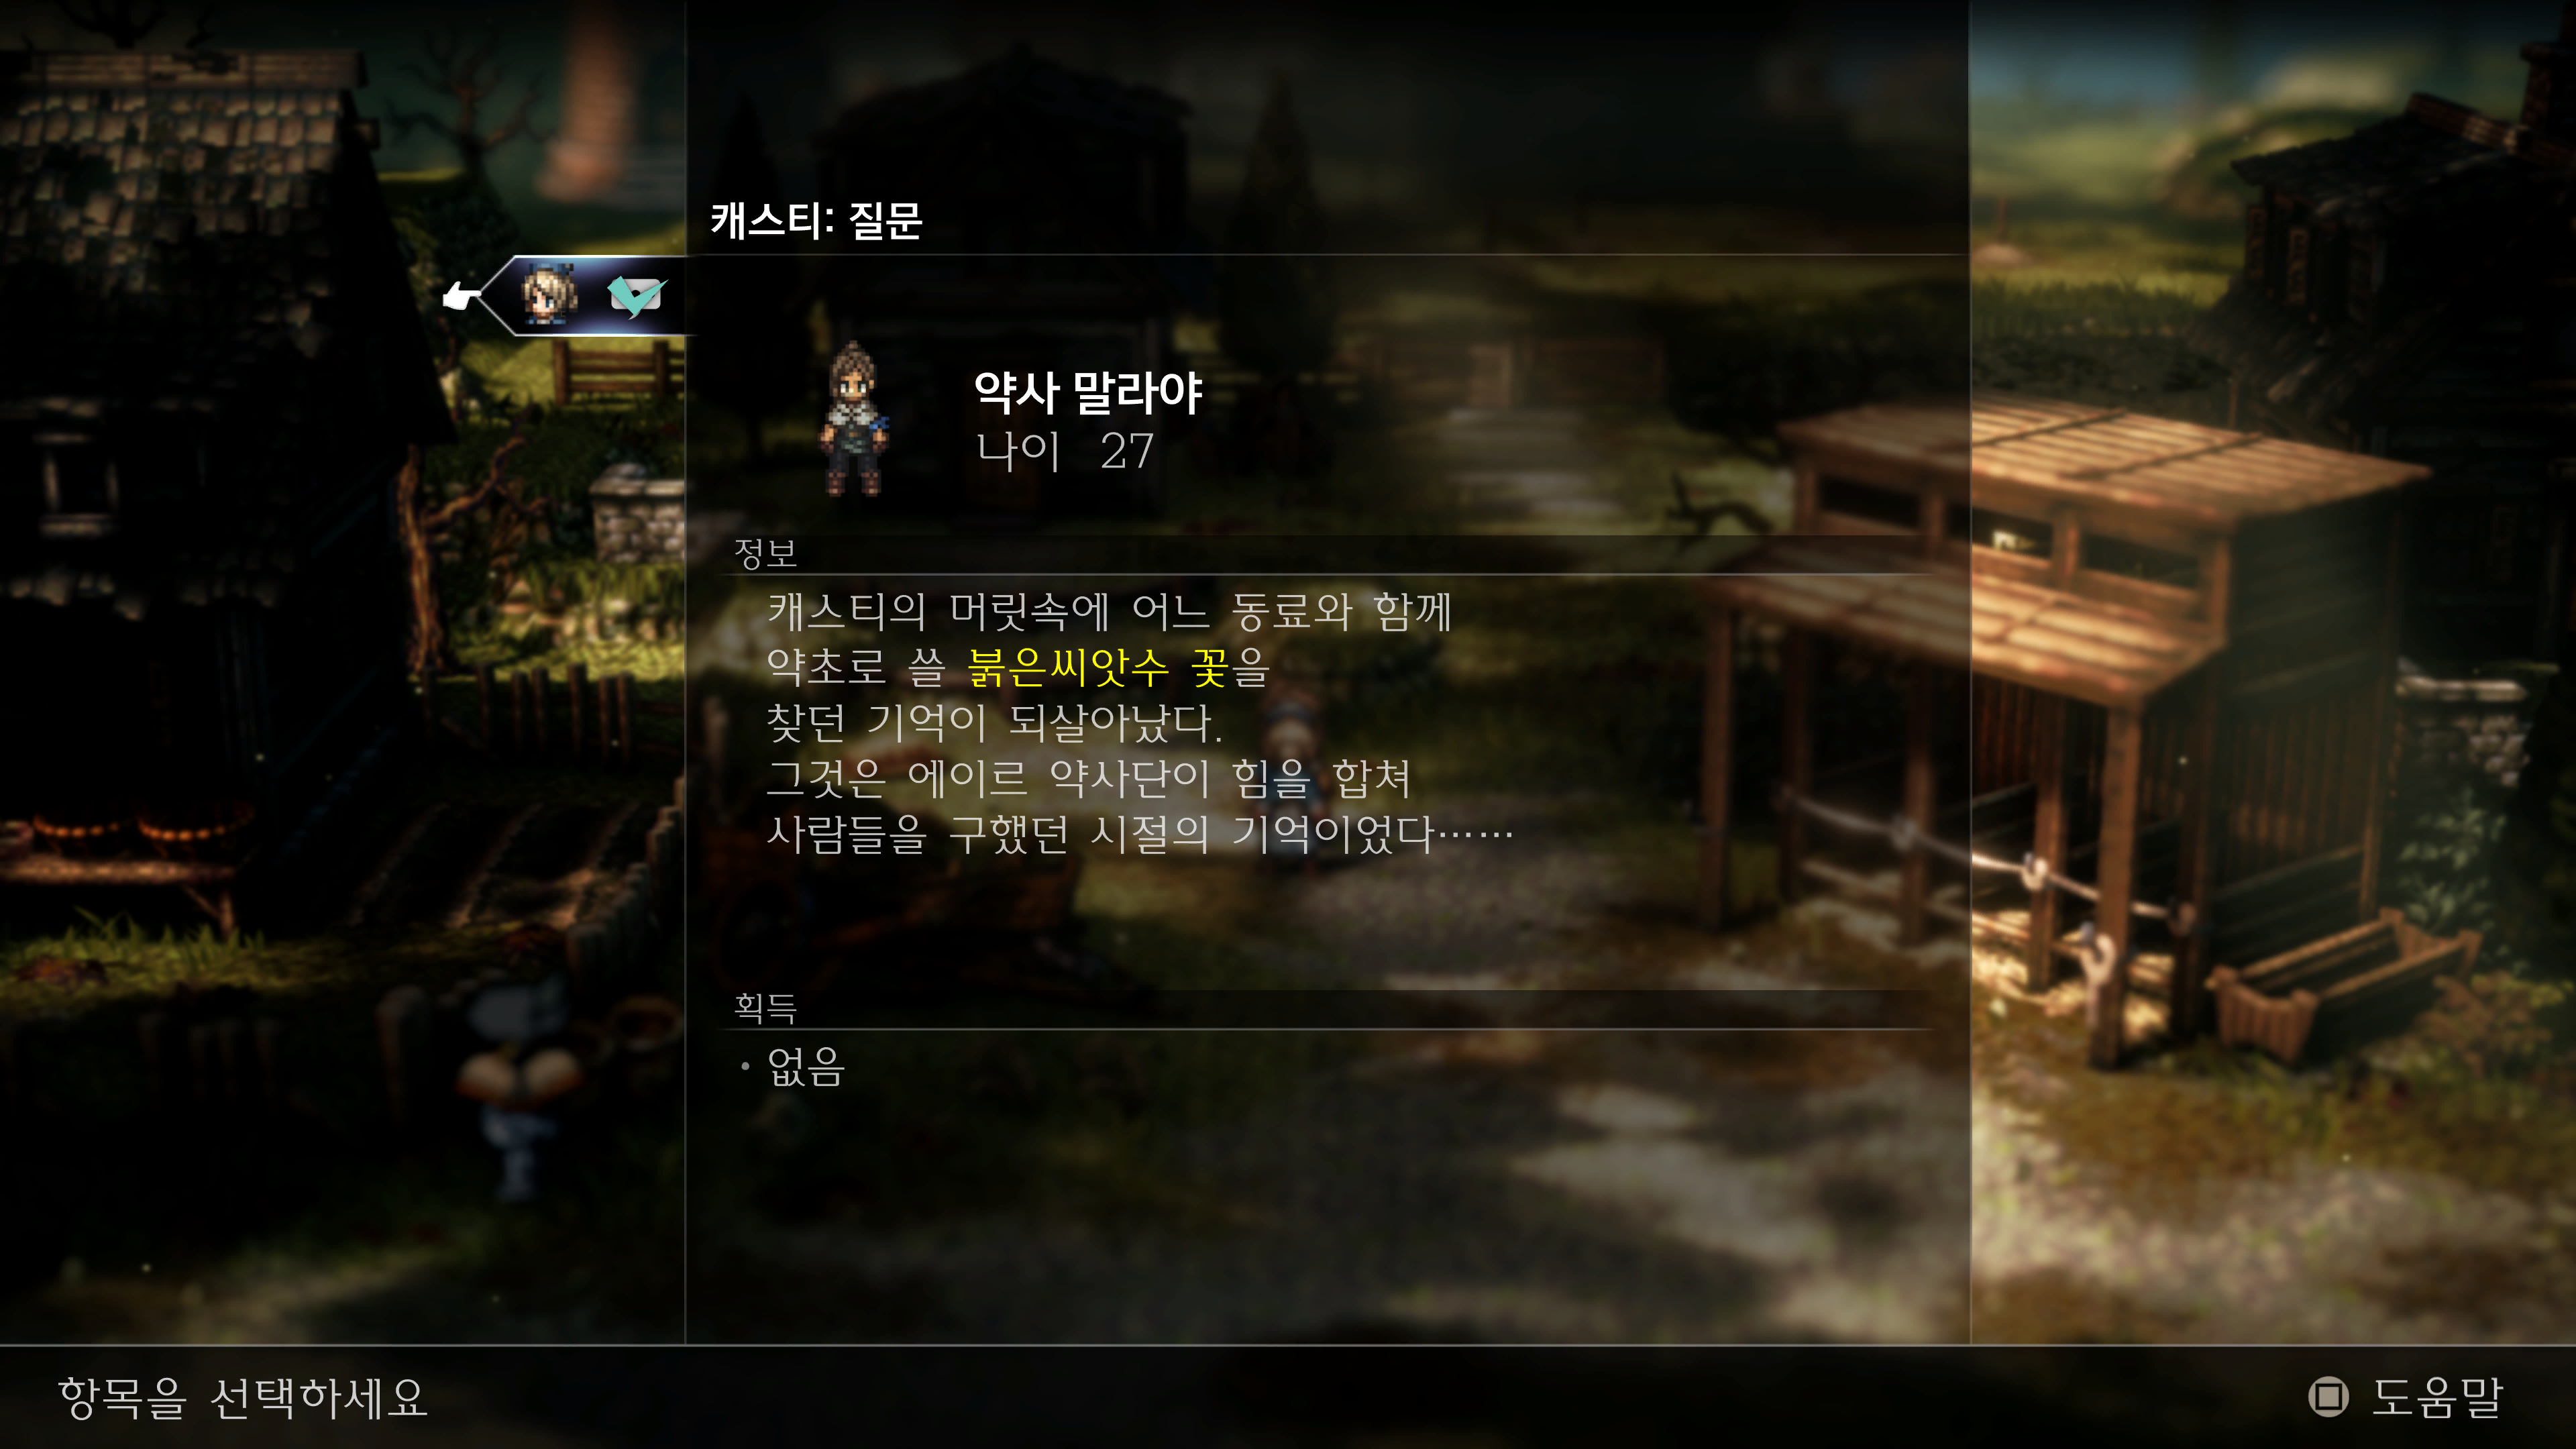 캐스티: 질문
약사 말라야
나이 27
정보
캐스티의 머릿속에 어느 동료와 함께
약초로 쓸 붉은씨앗수 꽃을
찾던 기억이 되살아났다.
그것은 에이르 약사단이 힘을 합쳐
사람들을 구했던 시절의 기억이었다……
획득
• 없음
항목을 선택하세요
도움말